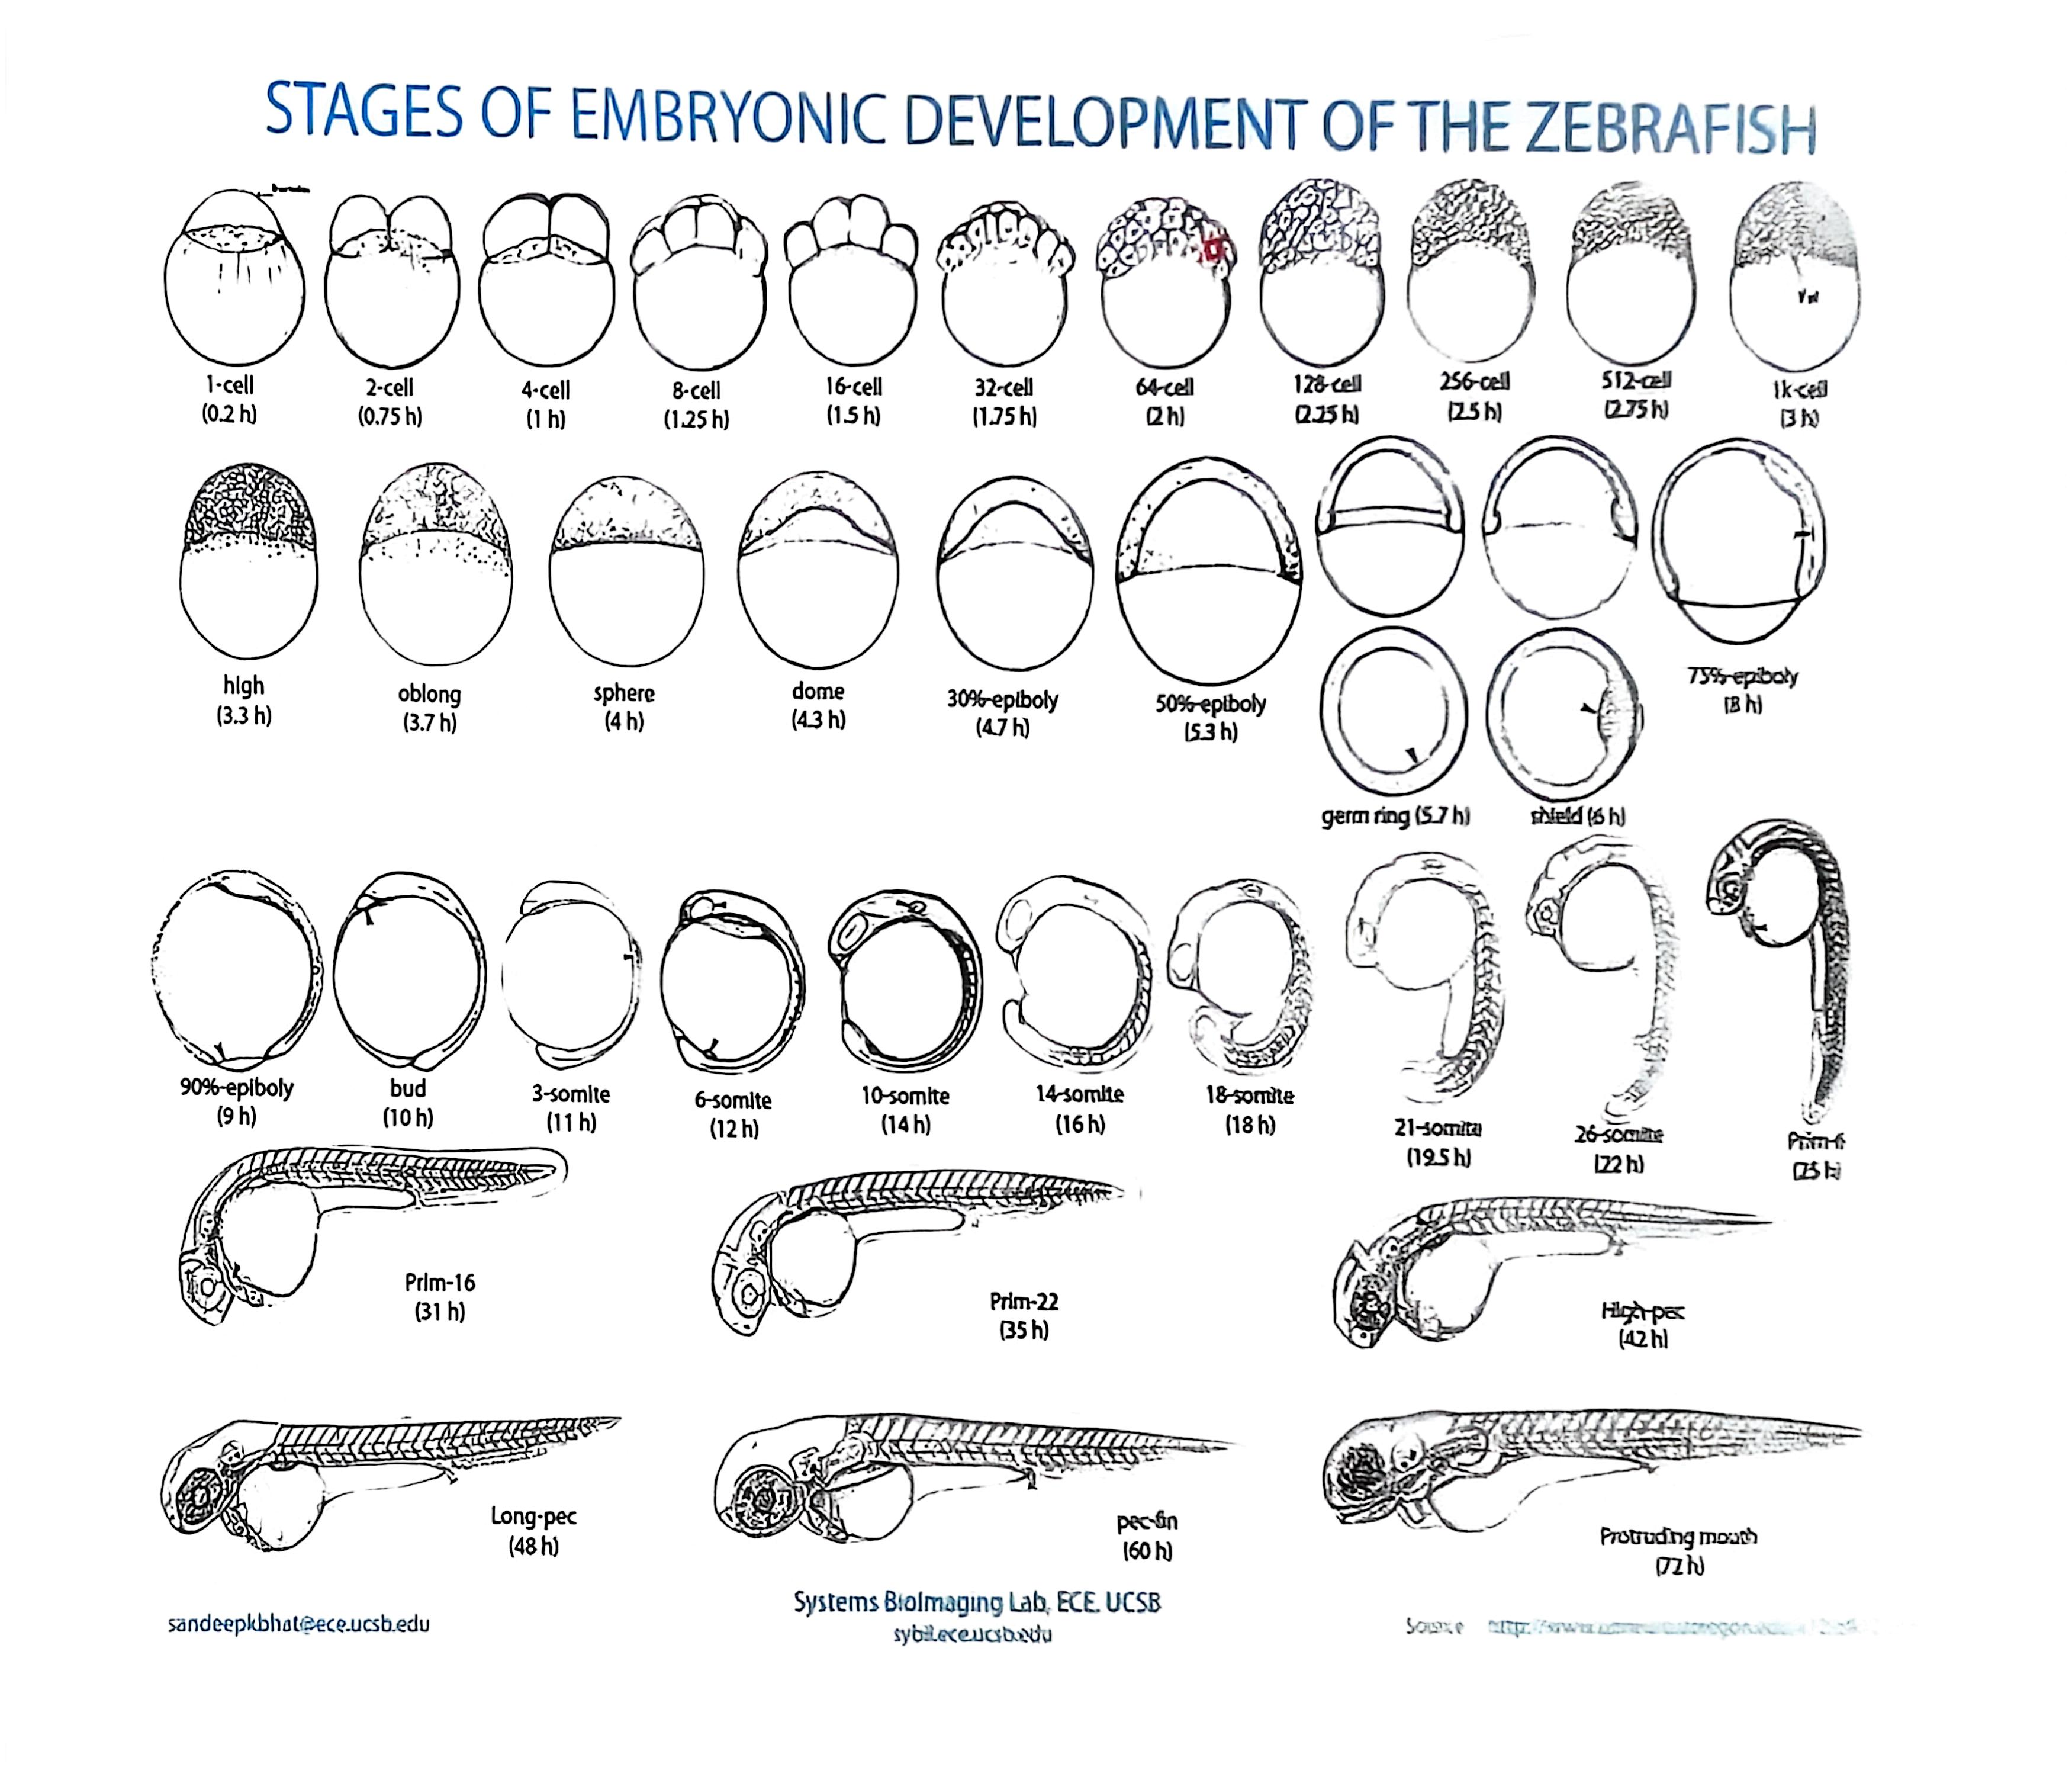 STAGES OF EMBRYONIC DEVELOPMENT OF THE ZEBRAFISH
1-cell
(0.2 h)
2-cell
(0.75 h)
4-cell
(1 h)
8-cell
(1.25 h)
16-cell
(1.5 h)
32-cell
(1.75 h)
64-cell
(2 h)
128-cell
(2.25 h)
256-cell
(2.5 h)
512-cell
(2.75 h)
1k-cell
(3 h)
high
(3.3 h)
oblong
(3.7 h)
sphere
(4 h)
dome
(4.3 h)
30%-epiboly
(4.7 h)
50%-epiboly
(5.3 h)
germ ring (5.7 h)
shield (6 h)
75%-epiboly
(8 h)
90%-epiboly
(9 h)
bud
(10 h)
3-somite
(11 h)
6-somite
(12 h)
10-somite
(14 h)
14-somite
(16 h)
18-somite
(18 h)
21-somite
(19.5 h)
26-somite
(22 h)
Prim-6
(25 h)
Prim-16
(31 h)
Prim-22
(35 h)
High-pec
(42 h)
Long-pec
(48 h)
pec-fin
(60 h)
Protruding mouth
(72 h)
sandeepkbhat@ece.ucsb.edu
Systems BioImaging Lab, ECE. UCSB
sybil.ece.ucsb.edu
Source